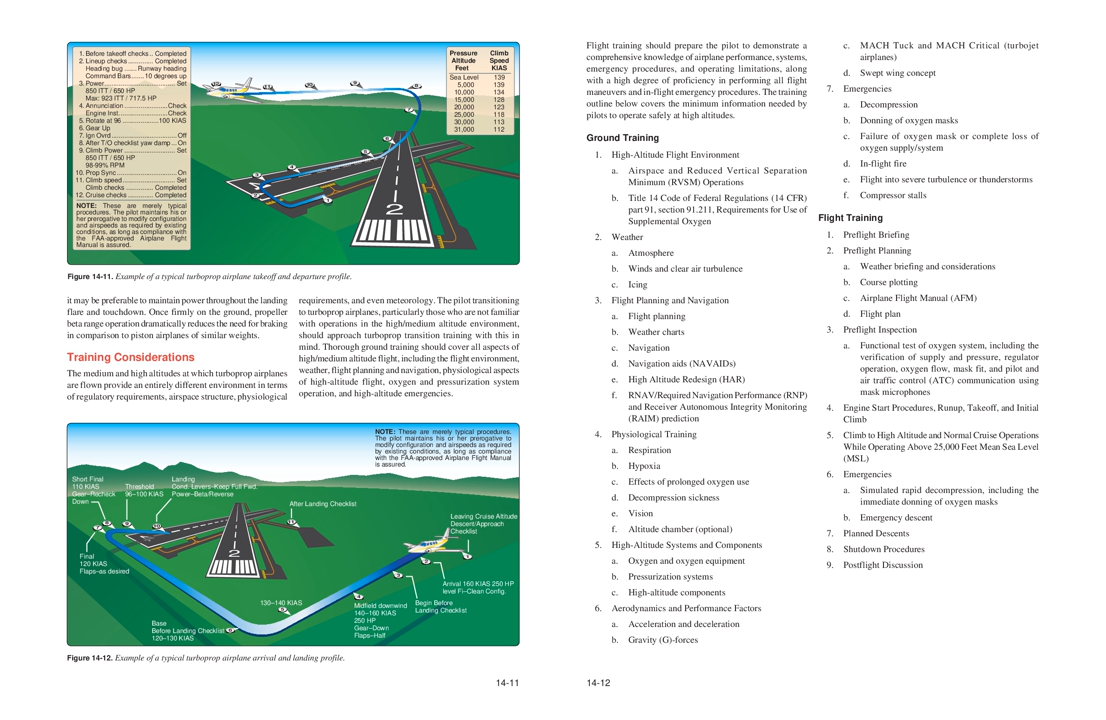 1. Before takeoff checks.. Completed
2. Lineup checks.............. Completed
Heading bug ...... Runway heading
Command Bars.......10 degrees up
3. Power..................................... Set
850 ITT / 650 HP
Max: 923 ITT / 717.5 HP
4. Annunciation .......................Check
Engine Inst..........................Check
5. Rotate at 96 ...................100 KIAS
6. Gear Up
7. Ign Ovrd .................................. Off
8. After T/O checklist yaw damp... On
9. Climb Power ........................... Set
850 ITT / 650 HP
98-99% RPM
10. Prop Sync................................ On
11. Climb speed ........................... Set
Climb checks .............. Completed
12. Cruise checks .............. Completed
NOTE: These are merely typical
procedures. The pilot maintains his or
her prerogative to modify configuration
and airspeeds as required by existing
conditions, as long as compliance with
the FAA-approved Airplane Flight
Manual is assured.
Pressure Altitude Feet Climb Speed KIAS
Sea Level 139
5,000 139
10,000 134
15,000 128
20,000 123
25,000 118
30,000 113
31,000 112
2
Figure 14-11. Example of a typical turboprop airplane takeoff and departure profile.
it may be preferable to maintain power throughout the landing
flare and touchdown. Once firmly on the ground, propeller
beta range operation dramatically reduces the need for braking
in comparison to piston airplanes of similar weights.
Training Considerations
The medium and high altitudes at which turboprop airplanes
are flown provide an entirely different environment in terms
of regulatory requirements, airspace structure, physiological
requirements, and even meteorology. The pilot transitioning
to turboprop airplanes, particularly those who are not familiar
with operations in the high/medium altitude environment,
should approach turboprop transition training with this in
mind. Thorough ground training should cover all aspects of
high/medium altitude flight, including the flight environment,
weather, flight planning and navigation, physiological aspects
of high-altitude flight, oxygen and pressurization system
operation, and high-altitude emergencies.
NOTE: These are merely typical procedures.
The pilot maintains his or her prerogative to
modify configuration and airspeeds as required
by existing conditions, as long as compliance
with the FAA-approved Airplane Flight Manual
is assured.
Short Final
110 KIAS
Gear–Recheck
Down
Threshold
96–100 KIAS
Landing
Cond. Levers–Keep Full Fwd.
Power–Beta/Reverse
After Landing Checklist
Leaving Cruise Altitude
Descent/Approach
Checklist
2
Final
120 KIAS
Flaps–as desired
Arrival 160 KIAS 250 HP
level Fl–Clean Config.
Begin Before
Landing Checklist
Midfield downwind
140–160 KIAS
250 HP
Gear–Down
Flaps–Half
130–140 KIAS
Base
Before Landing Checklist
120–130 KIAS
Figure 14-12. Example of a typical turboprop airplane arrival and landing profile.
14-11
Flight training should prepare the pilot to demonstrate a
comprehensive knowledge of airplane performance, systems,
emergency procedures, and operating limitations, along
with a high degree of proficiency in performing all flight
maneuvers and in-flight emergency procedures. The training
outline below covers the minimum information needed by
pilots to operate safely at high altitudes.
Ground Training
1. High-Altitude Flight Environment
a. Airspace and Reduced Vertical Separation
Minimum (RVSM) Operations
b. Title 14 Code of Federal Regulations (14 CFR)
part 91, section 91.211, Requirements for Use of
Supplemental Oxygen
2. Weather
a. Atmosphere
b. Winds and clear air turbulence
c. Icing
3. Flight Planning and Navigation
a. Flight planning
b. Weather charts
c. Navigation
d. Navigation aids (NAVAIDs)
e. High Altitude Redesign (HAR)
f. RNAV/Required Navigation Performance (RNP)
and Receiver Autonomous Integrity Monitoring
(RAIM) prediction
4. Physiological Training
a. Respiration
b. Hypoxia
c. Effects of prolonged oxygen use
d. Decompression sickness
e. Vision
f. Altitude chamber (optional)
5. High-Altitude Systems and Components
a. Oxygen and oxygen equipment
b. Pressurization systems
c. High-altitude components
6. Aerodynamics and Performance Factors
a. Acceleration and deceleration
b. Gravity (G)-forces
c. MACH Tuck and MACH Critical (turbojet
airplanes)
d. Swept wing concept
7. Emergencies
a. Decompression
b. Donning of oxygen masks
c. Failure of oxygen mask or complete loss of
oxygen supply/system
d. In-flight fire
e. Flight into severe turbulence or thunderstorms
f. Compressor stalls
Flight Training
1. Preflight Briefing
2. Preflight Planning
a. Weather briefing and considerations
b. Course plotting
c. Airplane Flight Manual (AFM)
d. Flight plan
3. Preflight Inspection
a. Functional test of oxygen system, including the
verification of supply and pressure, regulator
operation, oxygen flow, mask fit, and pilot and
air traffic control (ATC) communication using
mask microphones
4. Engine Start Procedures, Runup, Takeoff, and Initial
Climb
5. Climb to High Altitude and Normal Cruise Operations
While Operating Above 25,000 Feet Mean Sea Level
(MSL)
6. Emergencies
a. Simulated rapid decompression, including the
immediate donning of oxygen masks
b. Emergency descent
7. Planned Descents
8. Shutdown Procedures
9. Postflight Discussion
14-12